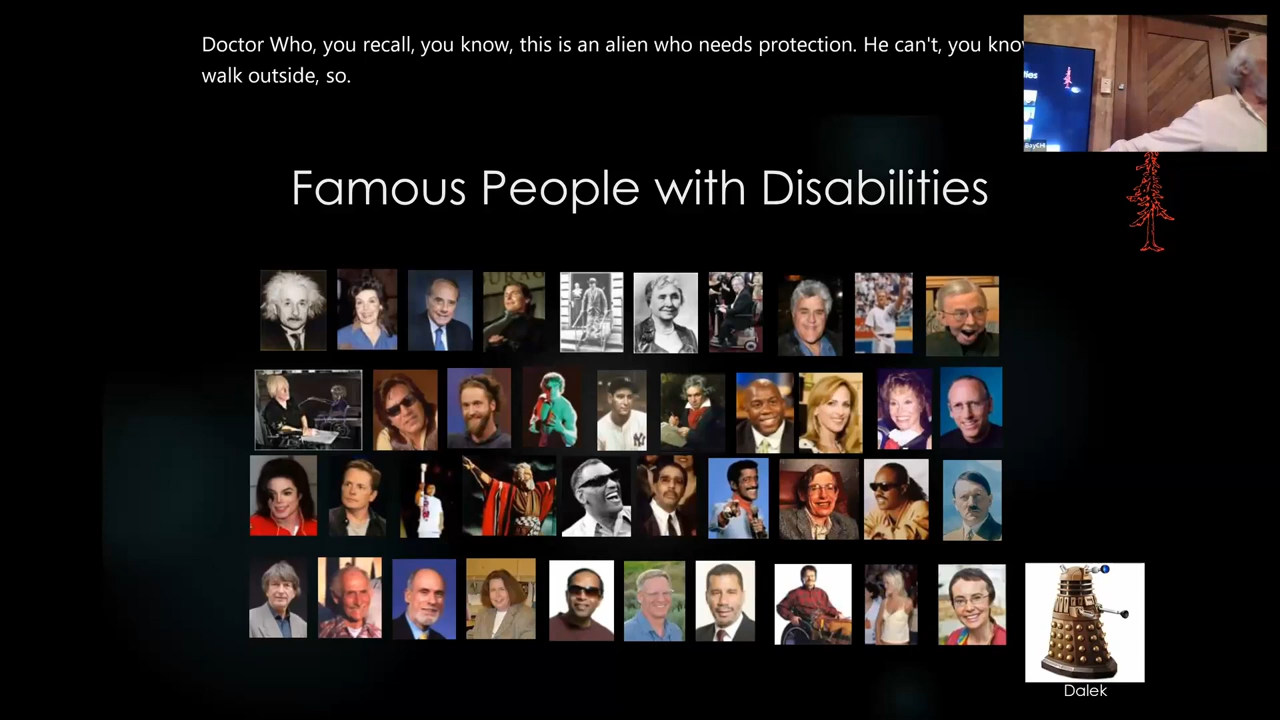 Doctor Who, you recall, you know, this is an alien who needs protection. He can't, you
walk outside, so.
BayCHI
Famous People with Disabilities
Dalek